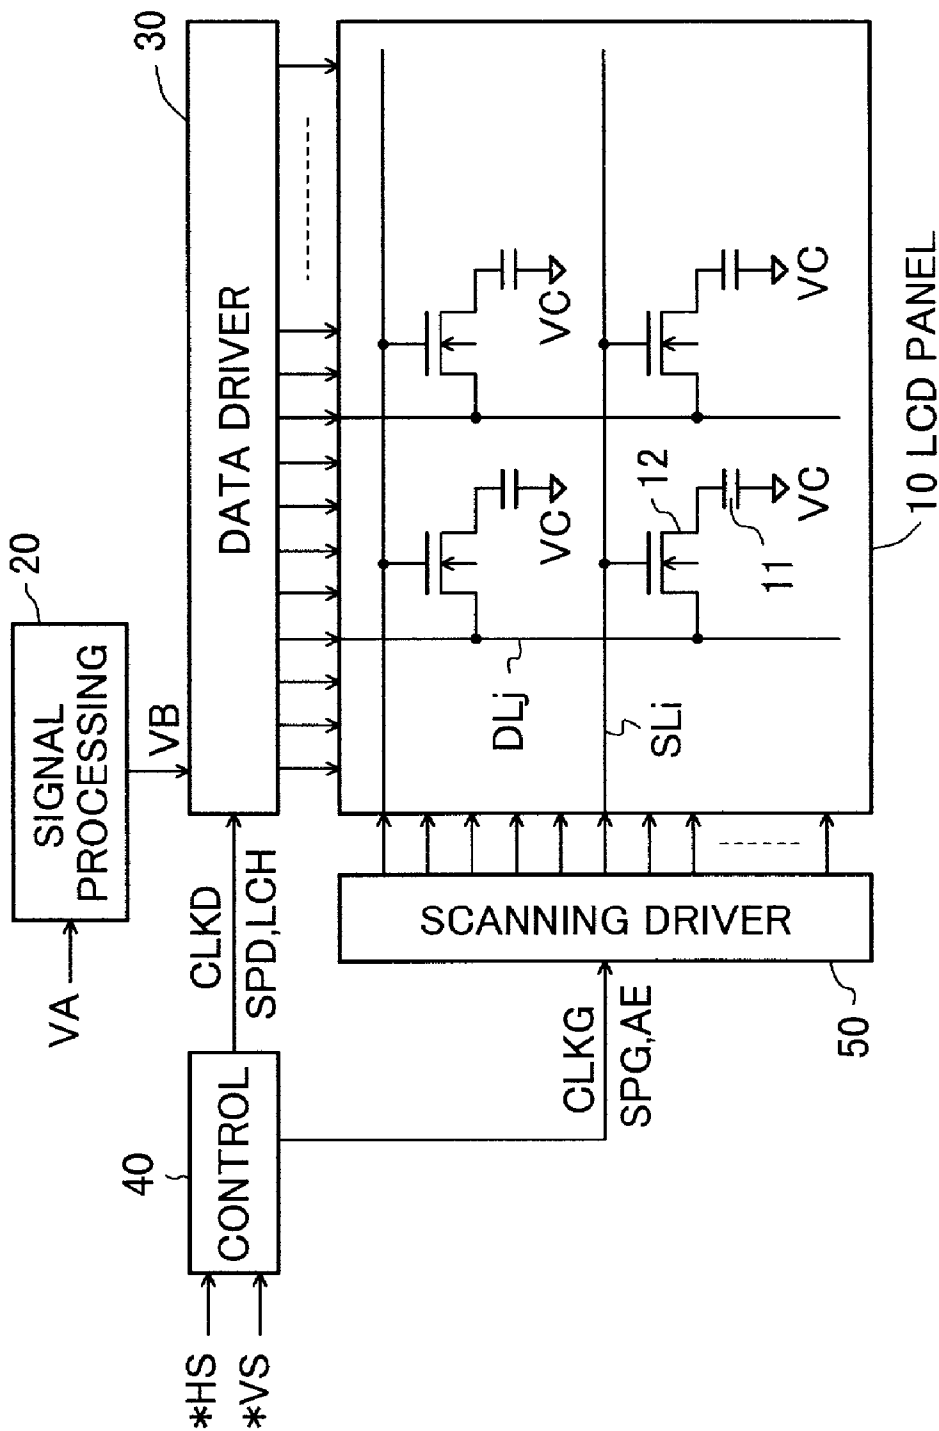 20
SIGNAL
PROCESSING
VA
VB
30
DATA DRIVER
CLKD
SPD,LCH
40
CONTROL
*HS
*VS
CLKG
SPG,AE
SCANNING DRIVER
50
DLj
SLi
VC
VC
12
11
VC
VC
10 LCD PANEL